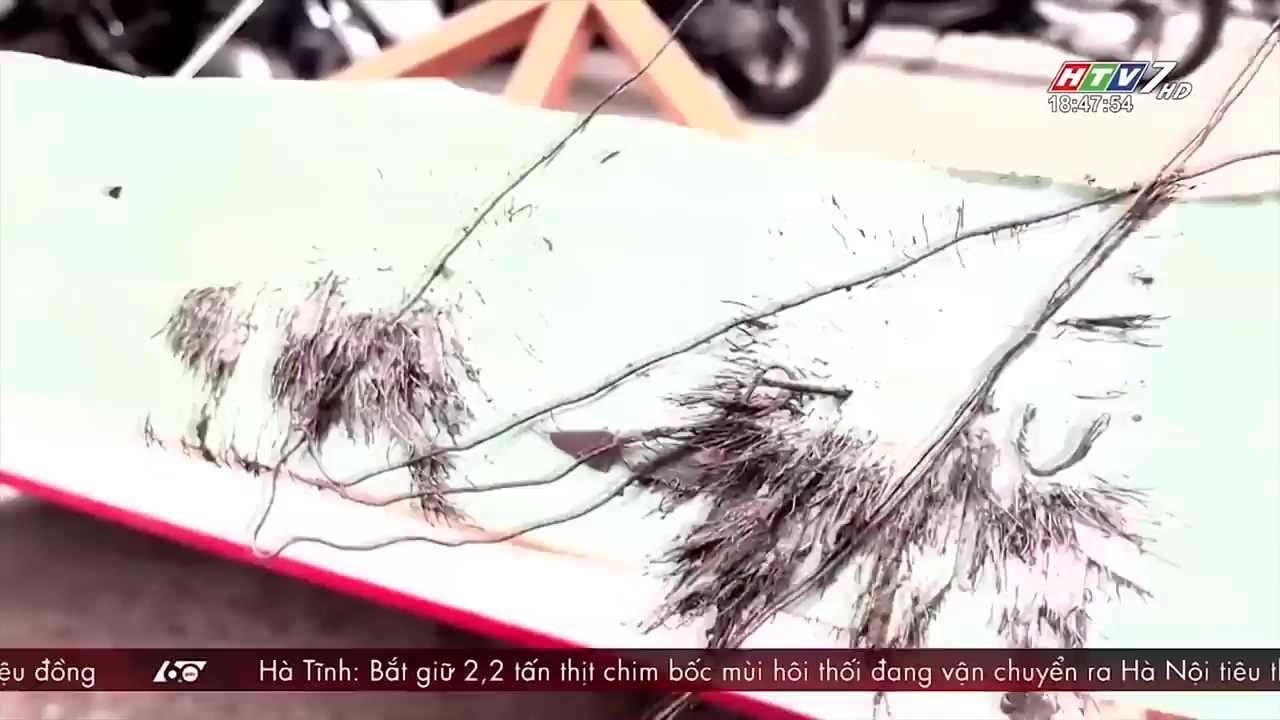 HTV7 HD
18:47:54
ệu đồng 60 Hà Tĩnh: Bắt giữ 2,2 tấn thịt chim bốc mùi hôi thối đang vận chuyển ra Hà Nội tiêu